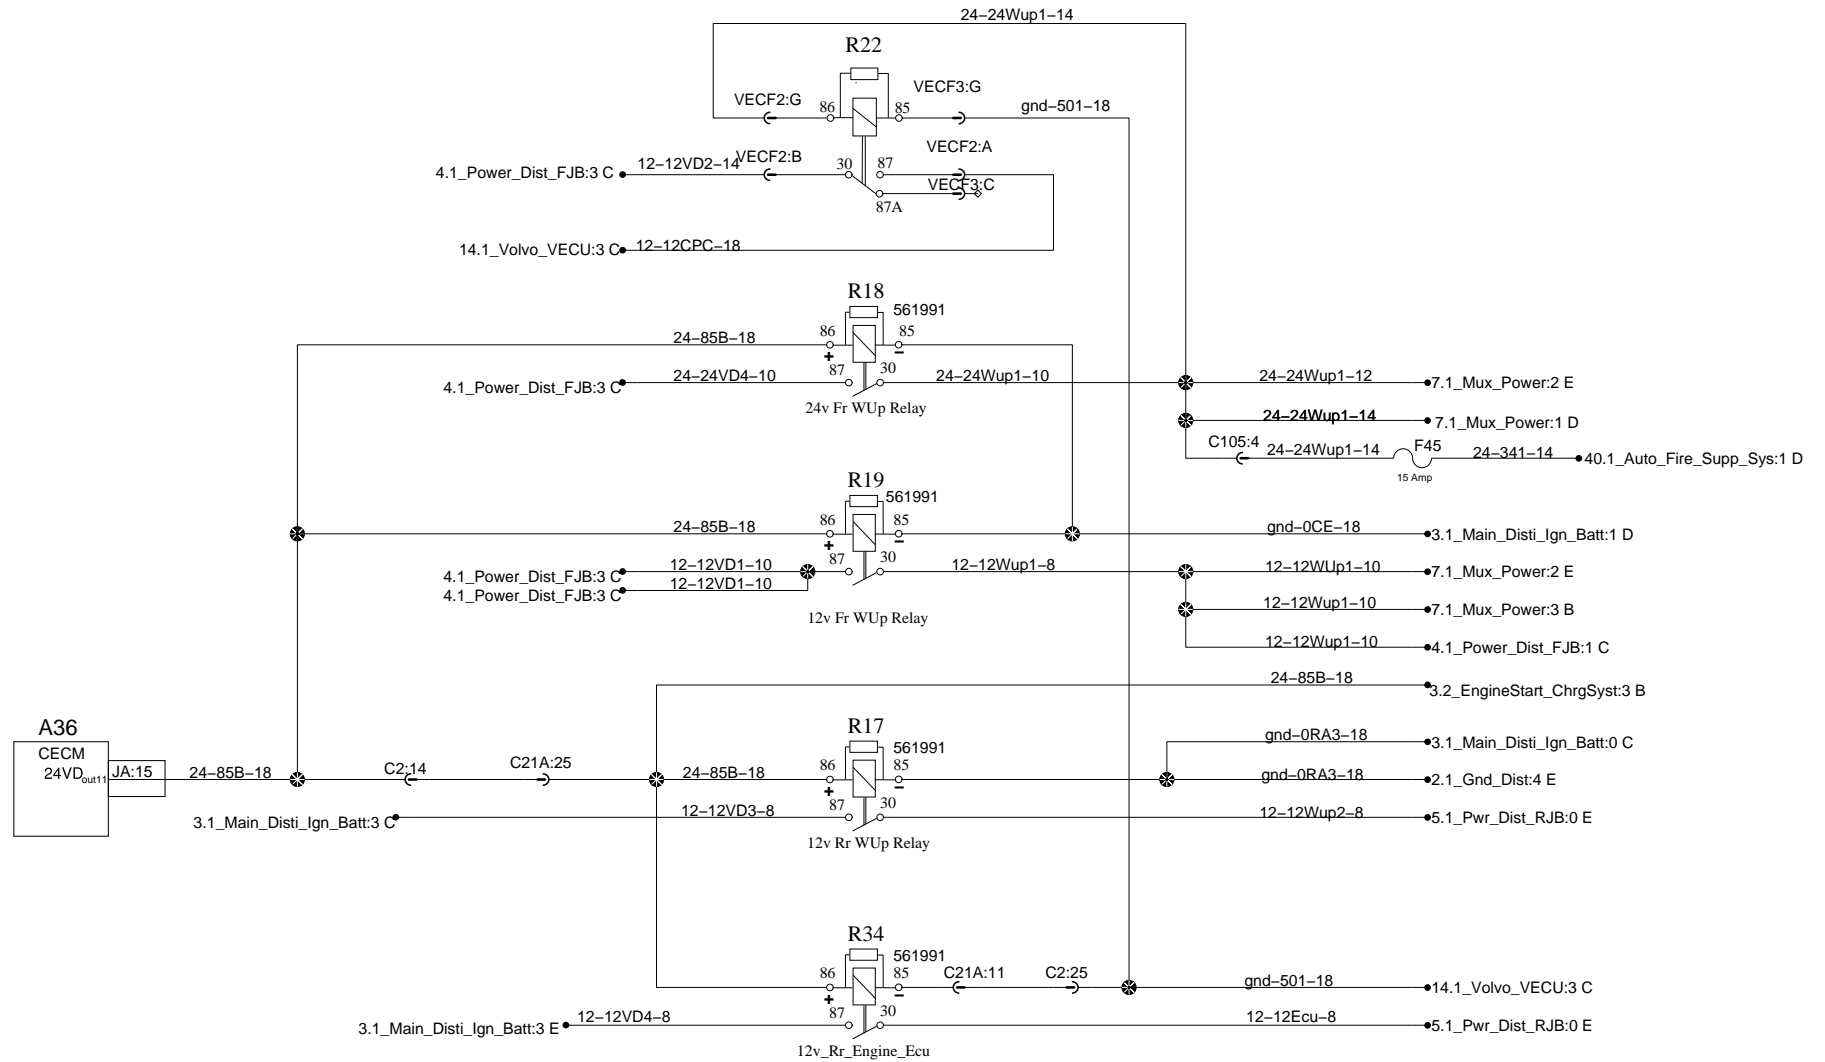 24–24Wup1–14
R22
VECF2:G
86
85
VECF3:G
gnd–501–18
4.1_Power_Dist_FJB:3 C
12–12VD2–14
VECF2:B
30
87
VECF2:A
VECF3:C
87A
14.1_Volvo_VECU:3 C
12–12CPC–18
R18
561991
24–85B–18
86
85
+
–
4.1_Power_Dist_FJB:3 C
24–24VD4–10
87
30
24–24Wup1–10
24–24Wup1–12
7.1_Mux_Power:2 E
24v Fr WUp Relay
24–24Wup1–14
7.1_Mux_Power:1 D
C105:4
24–24Wup1–14
F45
15 Amp
24–341–14
40.1_Auto_Fire_Supp_Sys:1 D
R19
561991
24–85B–18
86
85
+
–
gnd–0CE–18
3.1_Main_Disti_Ign_Batt:1 D
4.1_Power_Dist_FJB:3 C
12–12VD1–10
87
30
12–12Wup1–8
12–12WUp1–10
7.1_Mux_Power:2 E
4.1_Power_Dist_FJB:3 C
12–12VD1–10
12v Fr WUp Relay
12–12Wup1–10
7.1_Mux_Power:3 B
12–12Wup1–10
4.1_Power_Dist_FJB:1 C
24–85B–18
3.2_EngineStart_ChrgSyst:3 B
A36
CECM
24VD out11
JA:15
24–85B–18
C2:14
C21A:25
R17
561991
24–85B–18
86
85
+
–
gnd–0RA3–18
3.1_Main_Disti_Ign_Batt:0 C
gnd–0RA3–18
2.1_Gnd_Dist:4 E
3.1_Main_Disti_Ign_Batt:3 C
12–12VD3–8
87
30
12–12Wup2–8
5.1_Pwr_Dist_RJB:0 E
12v Rr WUp Relay
R34
561991
86
85
+
–
C21A:11
C2:25
gnd–501–18
14.1_Volvo_VECU:3 C
3.1_Main_Disti_Ign_Batt:3 E
12–12VD4–8
87
30
12–12Ecu–8
5.1_Pwr_Dist_RJB:0 E
12v_Rr_Engine_Ecu